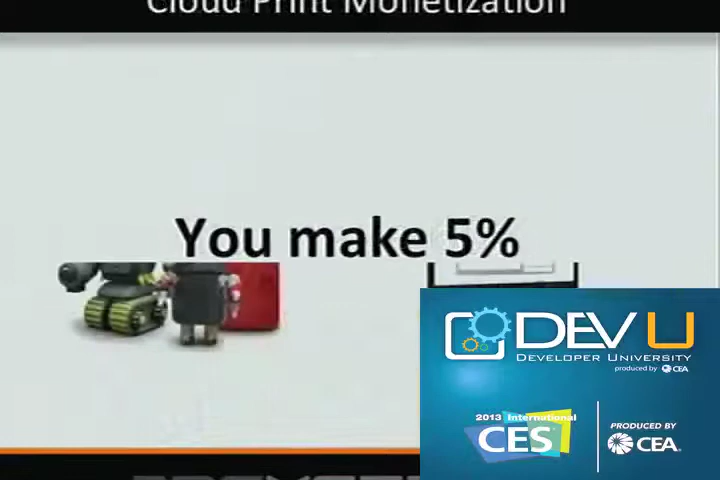 Cloud Print Monetization
You make 5%
DEV U
DEVELOPER UNIVERSITY
produced by CEA
2013 International
CES
PRODUCED BY
CEA